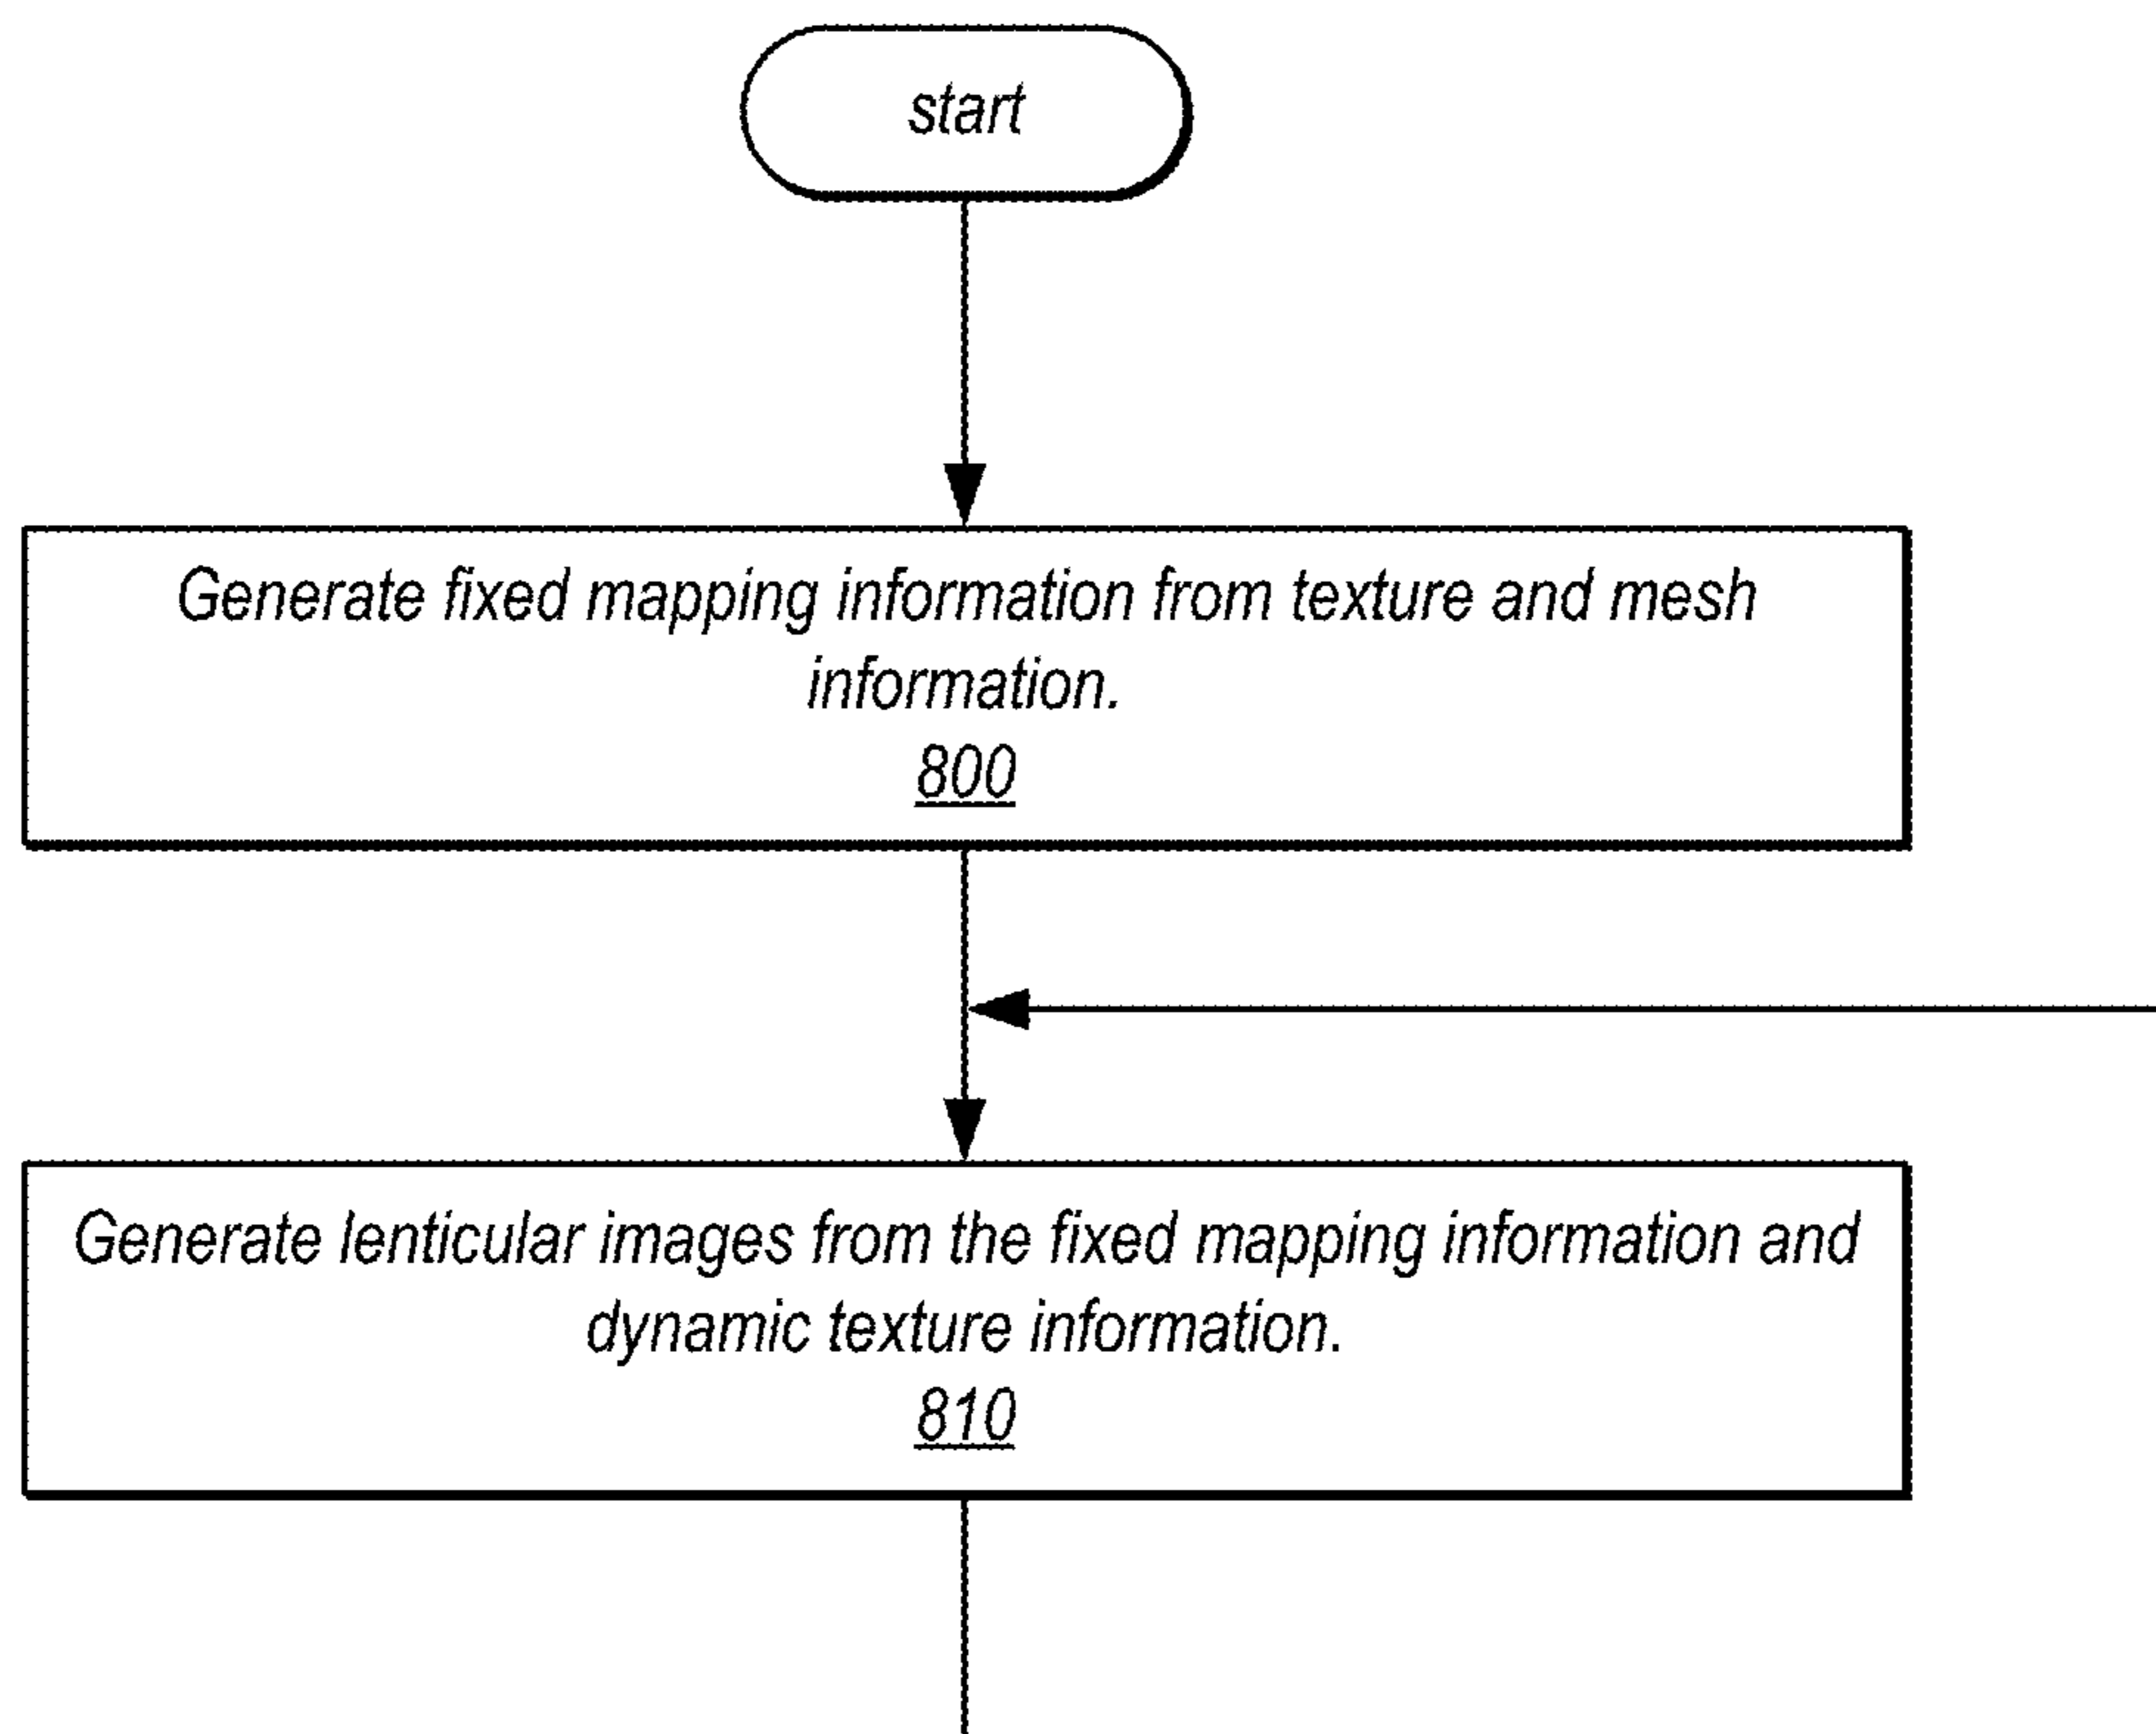 start
Generate fixed mapping information from texture and mesh
information.
800
Generate lenticular images from the fixed mapping information and
dynamic texture information.
810